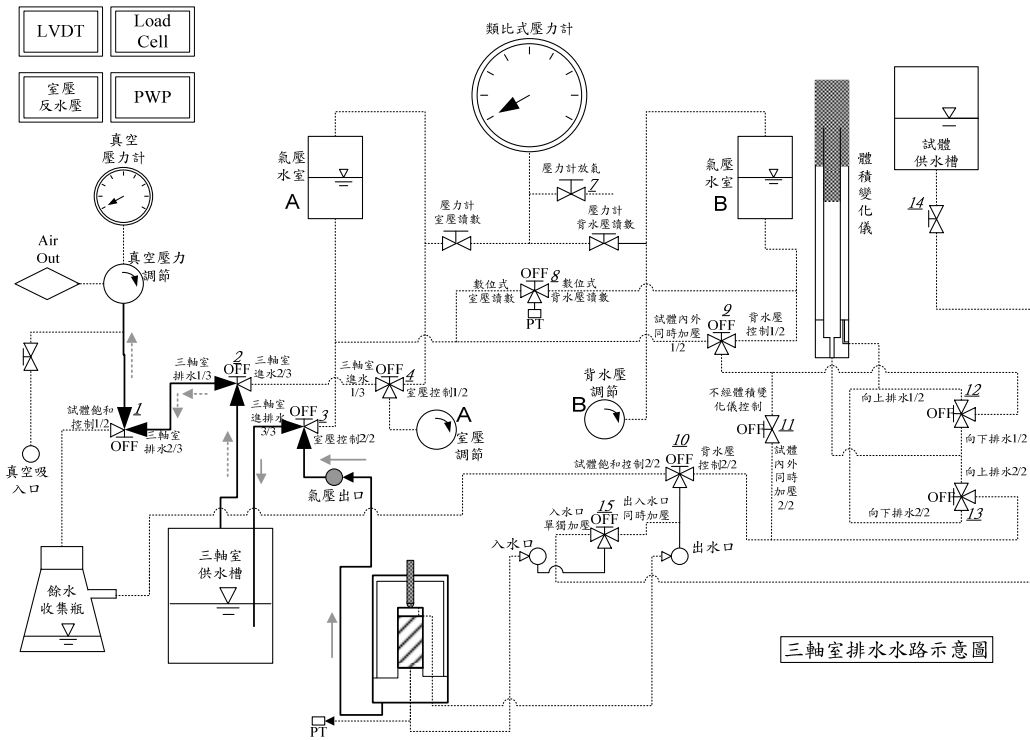 LVDT
Load
Cell
室壓
反水壓
PWP
真空
壓力計
類比式壓力計
氣壓
水室
A
壓力計放氣
7
氣壓
水室
B
體
積
變
化
儀
試體
供水槽
14
壓力計
室壓讀數
壓力計
背水壓讀數
Air
Out
真空壓力
調節
數位式
室壓讀數
OFF
8
數位式
背水壓讀數
PT
試體內外
同時加壓
1/2
9
OFF
背水壓
控制1/2
三軸室
排水1/3
2
OFF
三軸室
進水2/3
三軸室
進水
1/3
OFF
4
室壓控制1/2
試體飽和
控制1/2
1
OFF
三軸室
排水2/3
三軸室
進排水
3/3
OFF
3
室壓控制2/2
A
室壓
調節
背水壓
調節
B
不經體積變
化儀控制
OFF
11
試體
內外
同時
加壓
2/2
向上排水1/2
12
OFF
向下排水1/2
向上排水2/2
OFF
13
向下排水2/2
真空吸
入口
氣壓出口
試體飽和控制2/2
10
OFF
背水壓
控制2/2
入水口
單獨加壓
15
OFF
出入水口
同時加壓
入水口
出水口
餘水
收集瓶
三軸室
供水槽
PT
三軸室排水水路示意圖